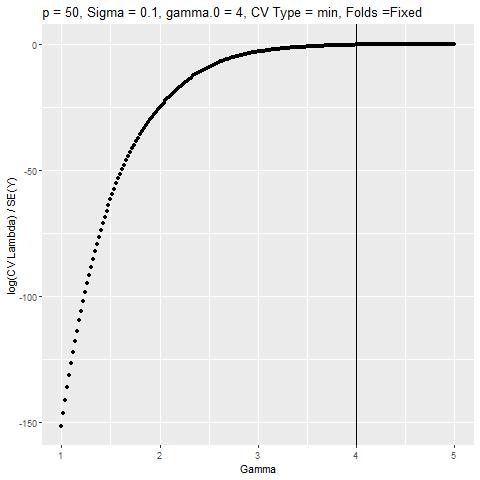 p = 50, Sigma = 0.1, gamma.0 = 4, CV Type = min, Folds =Fixed
log(CV Lambda) / SE(Y)
0
-50
-100
-150
1 2 3 4 5
Gamma